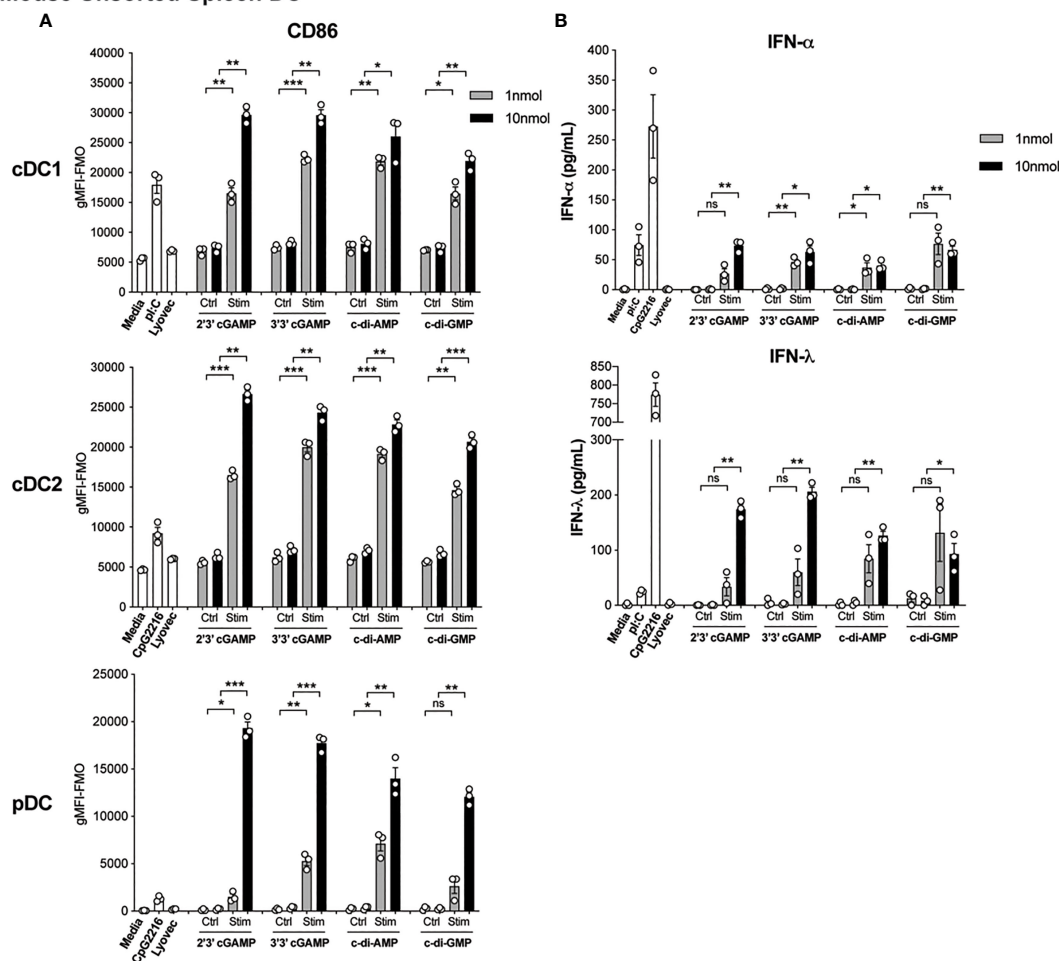 A
B
CD86
cDC1
gMFI-FMO
40000
35000
30000
25000
20000
15000
10000
5000
0
** ** *** ** ** * * **
1nmol
10nmol
Media pI:C Lyovec
Ctrl Stim Ctrl Stim Ctrl Stim Ctrl Stim
2'3' cGAMP 3'3' cGAMP c-di-AMP c-di-GMP
cDC2
gMFI-FMO
30000
25000
20000
15000
10000
5000
0
*** ** *** ** *** ** ** ***
Media CpG2216 Lyovec
Ctrl Stim Ctrl Stim Ctrl Stim Ctrl Stim
2'3' cGAMP 3'3' cGAMP c-di-AMP c-di-GMP
pDC
gMFI-FMO
25000
20000
15000
10000
5000
0
* *** ** *** * ** ns **
Media CpG2216 Lyovec
Ctrl Stim Ctrl Stim Ctrl Stim Ctrl Stim
2'3' cGAMP 3'3' cGAMP c-di-AMP c-di-GMP
IFN-α
IFN-α (pg/mL)
400
350
300
250
200
150
100
50
0
ns ** ** * * * ns **
1nmol
10nmol
Media pI:C CpG2216 Lyovec
Ctrl Stim Ctrl Stim Ctrl Stim Ctrl Stim
2'3' cGAMP 3'3' cGAMP c-di-AMP c-di-GMP
IFN-λ
IFN-λ (pg/mL)
850
800
750
700
300
200
100
0
ns ** ns ** ns ** ns *
Media pI:C CpG2216 Lyovec
Ctrl Stim Ctrl Stim Ctrl Stim Ctrl Stim
2'3' cGAMP 3'3' cGAMP c-di-AMP c-di-GMP